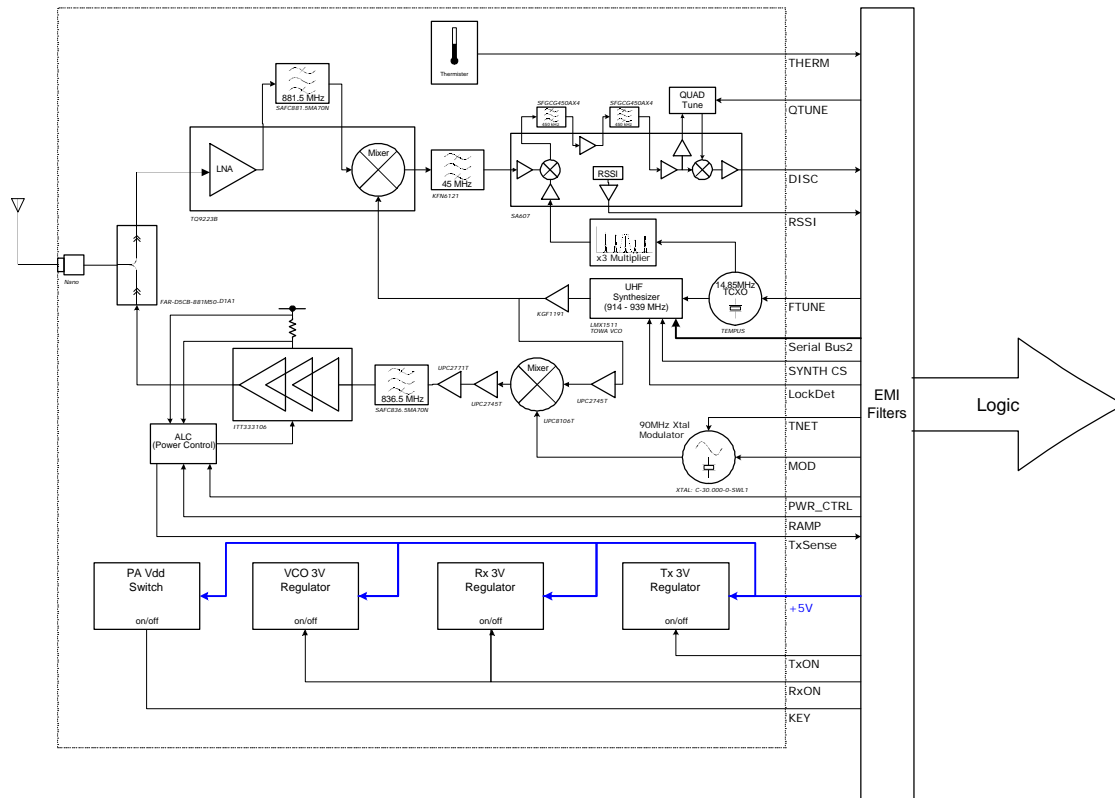 Thermister
THERM
881.5 MHz
SAFC881.5MA70N
SFGCG450AX4
SFGCG450AX4
QUAD
Tune
QTUNE
LNA
Mixer
45 MHz
KFN6121
RSSI
DISC
TQ9223B
SA607
RSSI
x3 Multiplier
Nano
FAR-D5CB-881M50-D1A1
KGF1191
UHF
Synthesizer
(914 - 939 MHz)
LMX1511
TOWA VCO
14.85MHz
TCXO
TEMPUS
FTUNE
Serial Bus2
SYNTH CS
LockDet
EMI
Filters
Logic
836.5 MHz
SAFC836.5MA70N
UPC2771T
UPC2745T
Mixer
UPC8106T
UPC2745T
ITT333106
ALC
(Power Control)
90MHz Xtal
Modulator
XTAL: C-30.000-0-SWL1
TNET
MOD
PWR_CTRL
RAMP
TxSense
PA Vdd
Switch
on/off
VCO 3V
Regulator
on/off
Rx 3V
Regulator
on/off
Tx 3V
Regulator
on/off
+5V
TxON
RxON
KEY